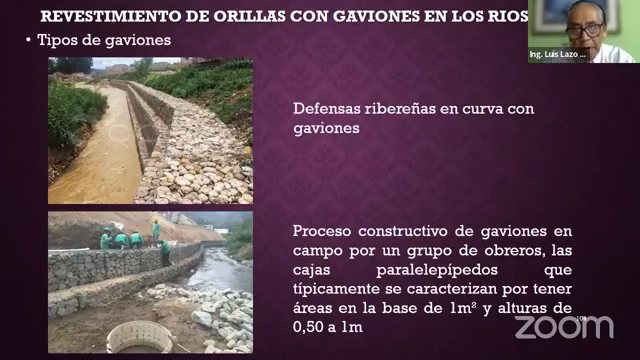 REVESTIMIENTO DE ORILLAS CON GAVIONES EN LOS RIOS
• Tipos de gaviones
Ing. Luis Lazo ...
Defensas ribereñas en curva con
gaviones
Proceso constructivo de gaviones en
campo por un grupo de obreros, las
cajas paralelepípedos que
típicamente se caracterizan por tener
áreas en la base de 1m² y alturas de
0,50 a 1m
zoom